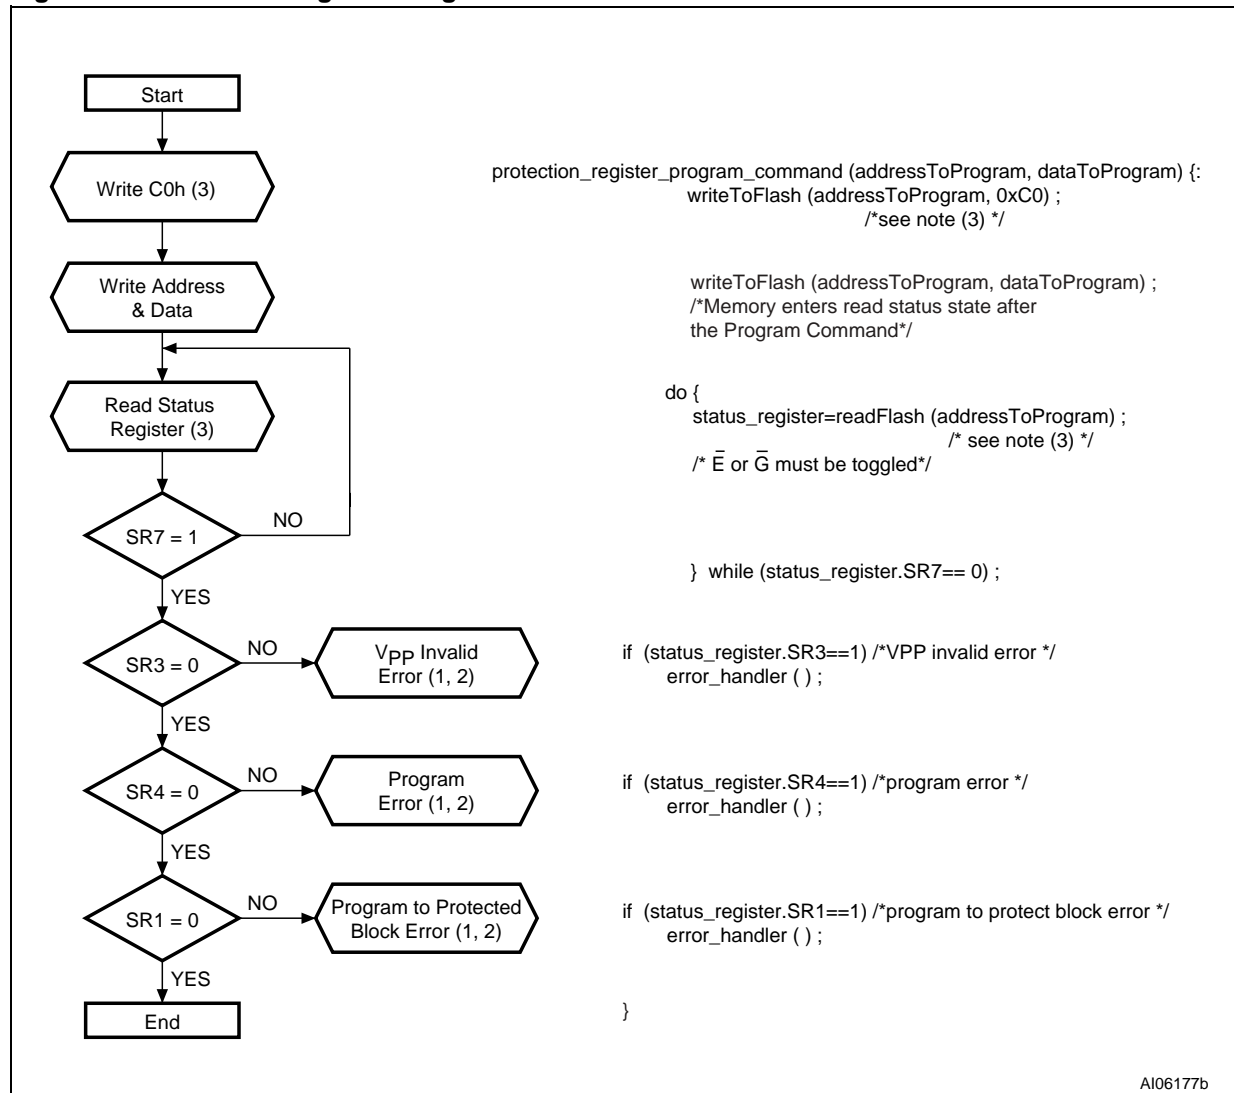 Start
Write C0h (3)
protection_register_program_command (addressToProgram, dataToProgram) {:
writeToFlash (addressToProgram, 0xC0) ;
/*see note (3) */
Write Address
& Data
writeToFlash (addressToProgram, dataToProgram) ;
/*Memory enters read status state after
the Program Command*/
Read Status
Register (3)
do {
status_register=readFlash (addressToProgram) ;
/* see note (3) */
/* E̅ or G̅ must be toggled*/
SR7 = 1
NO
} while (status_register.SR7== 0) ;
YES
SR3 = 0
NO
VPP Invalid
Error (1, 2)
if (status_register.SR3==1) /*VPP invalid error */
error_handler ( ) ;
YES
SR4 = 0
NO
Program
Error (1, 2)
if (status_register.SR4==1) /*program error */
error_handler ( ) ;
YES
SR1 = 0
NO
Program to Protected
Block Error (1, 2)
if (status_register.SR1==1) /*program to protect block error */
error_handler ( ) ;
YES
End
}
AI06177b